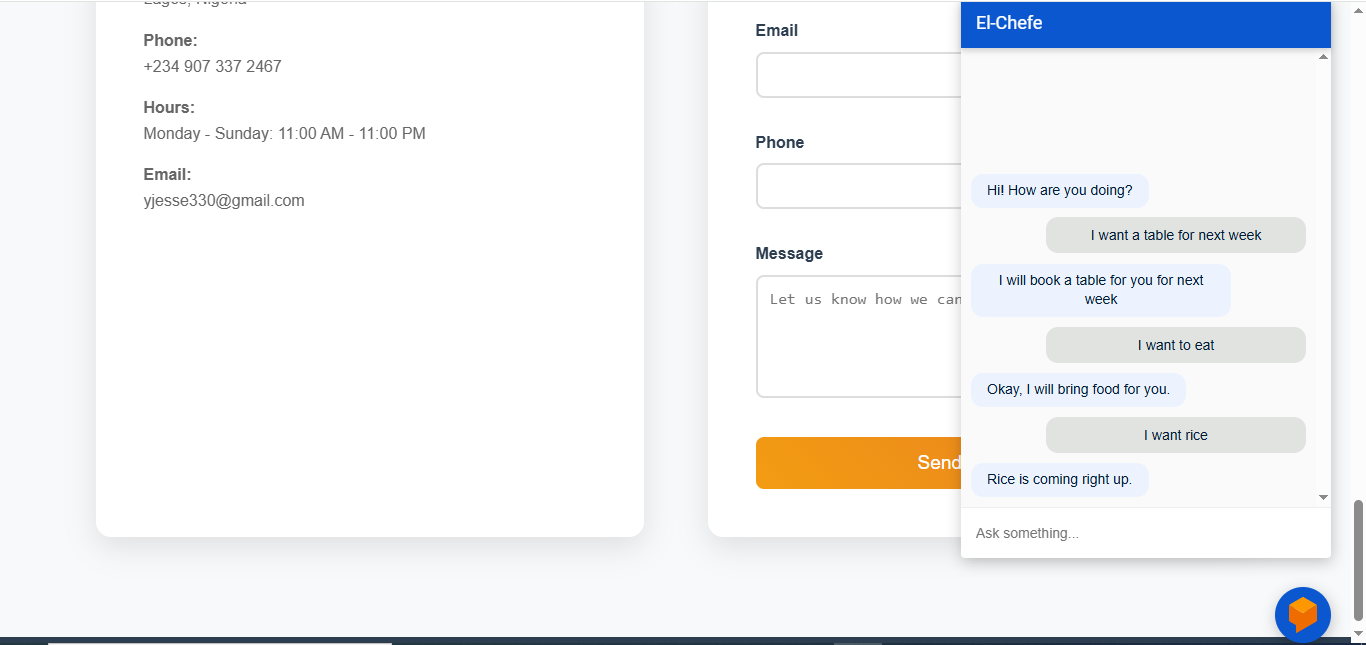 Lagos, Nigeria
Phone:
+234 907 337 2467
Hours:
Monday - Sunday: 11:00 AM - 11:00 PM
Email:
yjesse330@gmail.com
Email
Phone
Message
Let us know how we can
Send
El-Chefe
Hi! How are you doing?
I want a table for next week
I will book a table for you for next
week
I want to eat
Okay, I will bring food for you.
I want rice
Rice is coming right up.
Ask something...